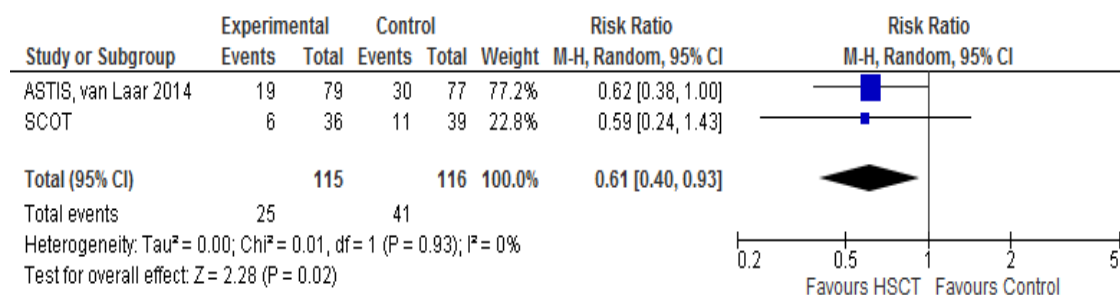 Experimental Control Risk Ratio Risk Ratio
Study or Subgroup Events Total Events Total Weight M-H, Random, 95% CI M-H, Random, 95% CI
ASTIS, van Laar 2014 19 79 30 77 77.2% 0.62 [0.38, 1.00]
SCOT 6 36 11 39 22.8% 0.59 [0.24, 1.43]
Total (95% CI) 115 116 100.0% 0.61 [0.40, 0.93]
Total events 25 41
Heterogeneity: Tau² = 0.00; Chi² = 0.01, df = 1 (P = 0.93); I² = 0%
Test for overall effect: Z = 2.28 (P = 0.02)
0.2 0.5 1 2 5
Favours HSCT Favours Control